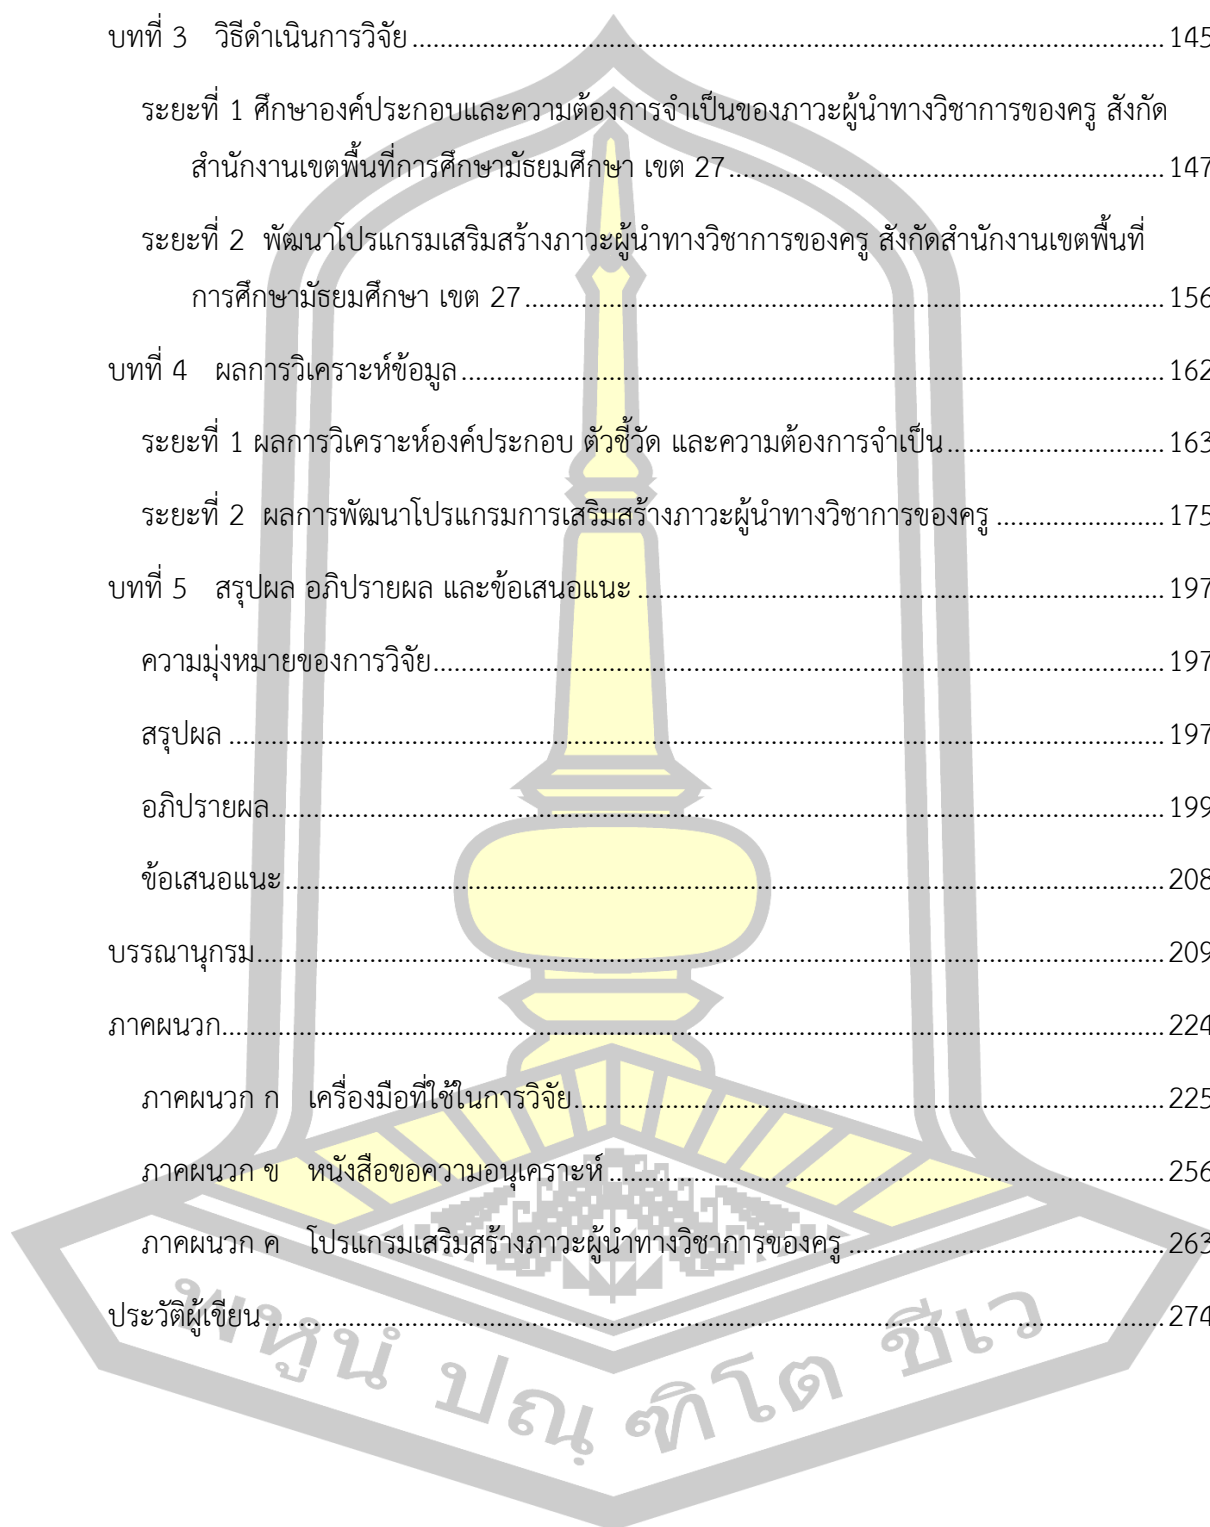 บทที่ 3 วิธีดำเนินการวิจัย 145
ระยะที่ 1 ศึกษาองค์ประกอบและความต้องการจำเป็นของภาวะผู้นำทางวิชาการของครู สังกัด
สำนักงานเขตพื้นที่การศึกษามัธยมศึกษา เขต 27 147
ระยะที่ 2 พัฒนาโปรแกรมเสริมสร้างภาวะผู้นำทางวิชาการของครู สังกัดสำนักงานเขตพื้นที่
การศึกษามัธยมศึกษา เขต 27 156
บทที่ 4 ผลการวิเคราะห์ข้อมูล 162
ระยะที่ 1 ผลการวิเคราะห์องค์ประกอบ ตัวชี้วัด และความต้องการจำเป็น 163
ระยะที่ 2 ผลการพัฒนาโปรแกรมการเสริมสร้างภาวะผู้นำทางวิชาการของครู 175
บทที่ 5 สรุปผล อภิปรายผล และข้อเสนอแนะ 197
ความมุ่งหมายของการวิจัย 197
สรุปผล 197
อภิปรายผล 199
ข้อเสนอแนะ 208
บรรณานุกรม 209
ภาคผนวก 224
ภาคผนวก ก เครื่องมือที่ใช้ในการวิจัย 225
ภาคผนวก ข หนังสือขอความอนุเคราะห์ 256
ภาคผนวก ค โปรแกรมเสริมสร้างภาวะผู้นำทางวิชาการของครู 263
ประวัติผู้เขียน 274
พหูนํ ปณฺฑิโต ชีเว